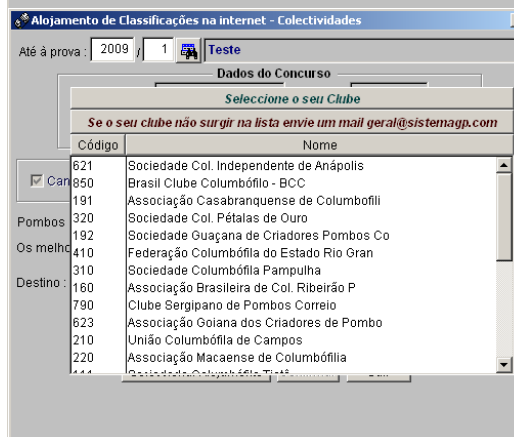 Alojamento de Classificações na internet - Colectividades
Até à prova : 2009 / 1 Teste
Dados do Concurso
Seleccione o seu Clube
Se o seu clube não surgir na lista envie um mail geral@sistemagp.com
Código Nome
621 Sociedade Col. Independente de Anápolis
850 Brasil Clube Columbófilo - BCC
191 Associação Casabranquense de Columbofili
320 Sociedade Col. Pétalas de Ouro
192 Sociedade Guaçana de Criadores Pombos Co
410 Federação Columbófila do Estado Rio Gran
310 Sociedade Columbófila Pampulha
160 Associação Brasileira de Col. Ribeirão P
790 Clube Sergipano de Pombos Correio
623 Associação Goiana dos Criadores de Pombo
210 União Columbófila de Campos
220 Associação Macaense de Columbófilia
Can
Pombos
Os melho
Destino :